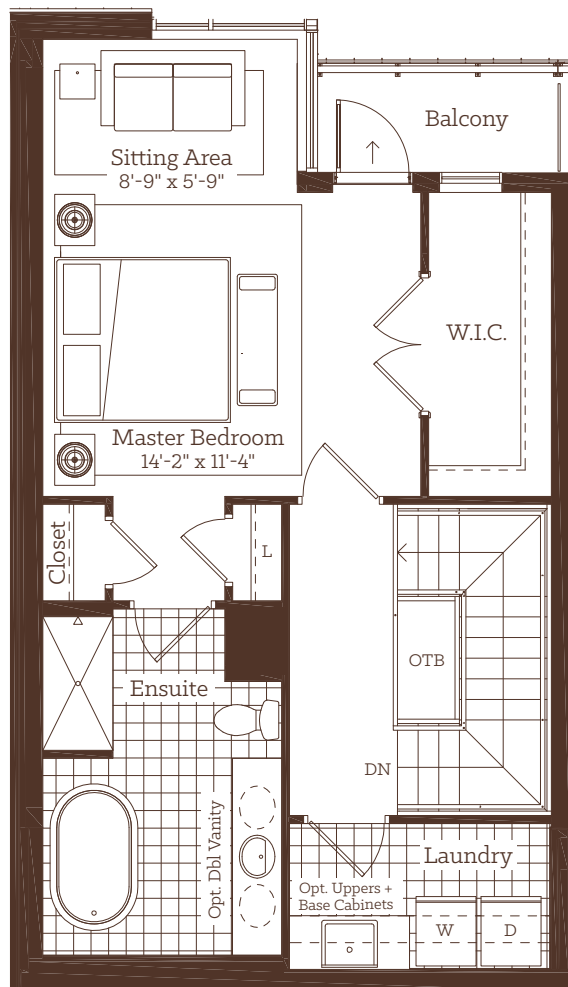 Balcony
Sitting Area
8'-9" x 5'-9"
W.I.C.
Master Bedroom
14'-2" x 11'-4"
Closet
L
OTB
Ensuite
DN
Opt. Dbl Vanity
Laundry
Opt. Uppers +
Base Cabinets
W
D